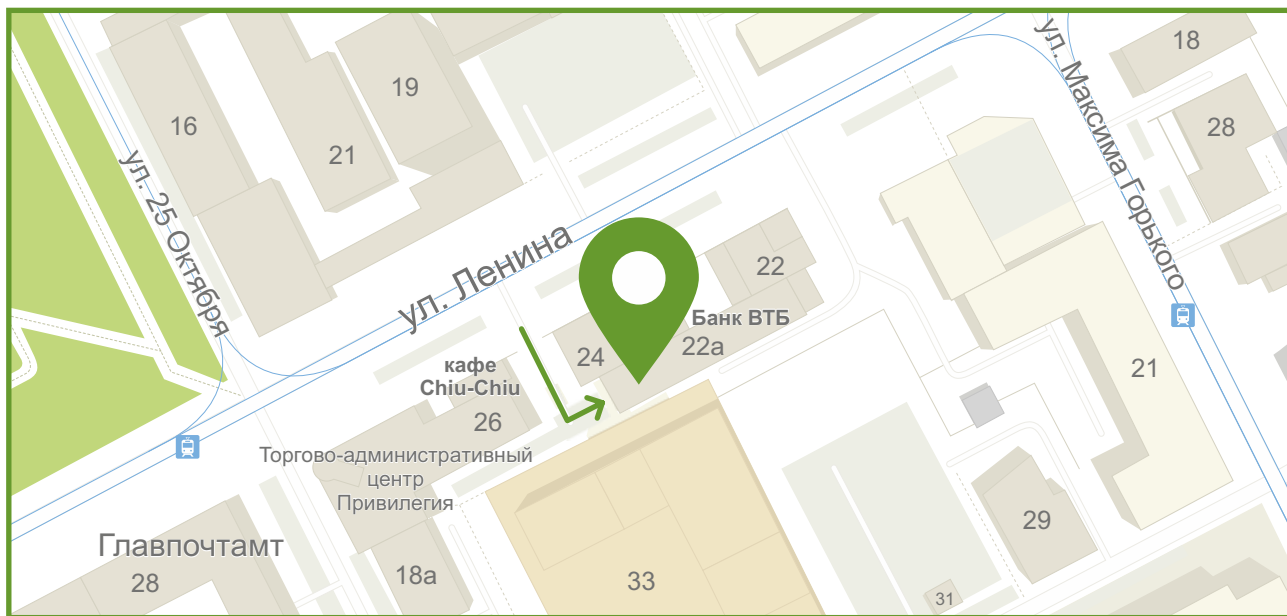 18
19
16
28
21
ул. Максима Горького
ул. 25 Октября
ул. Ленина
22
Банк ВТБ
22а
24
кафе
Chiu-Chiu
26
21
Торгово-административный
центр
Привилегия
Главпочтамт
28
18а
33
29
31